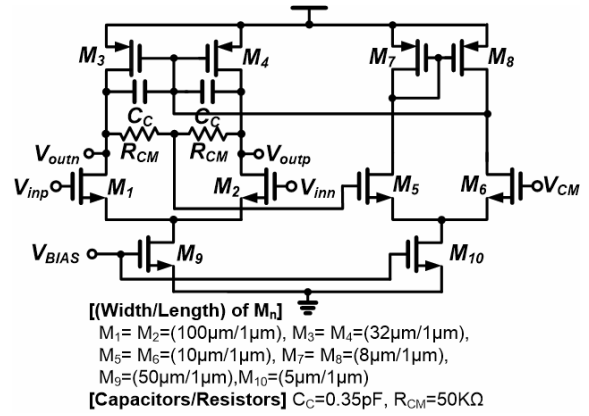 M3
M4
M7
M8
CC
CC
RCM
RCM
Voutn
Voutp
Vinp
M1
M2
Vinn
M5
M6
VCM
VBIAS
M9
M10
[(Width/Length) of Mn]
M1= M2=(100µm/1µm), M3= M4=(32µm/1µm),
M5= M6=(10µm/1µm), M7= M8=(8µm/1µm),
M9=(50µm/1µm),M10=(5µm/1µm)
[Capacitors/Resistors] CC=0.35pF, RCM=50KΩ